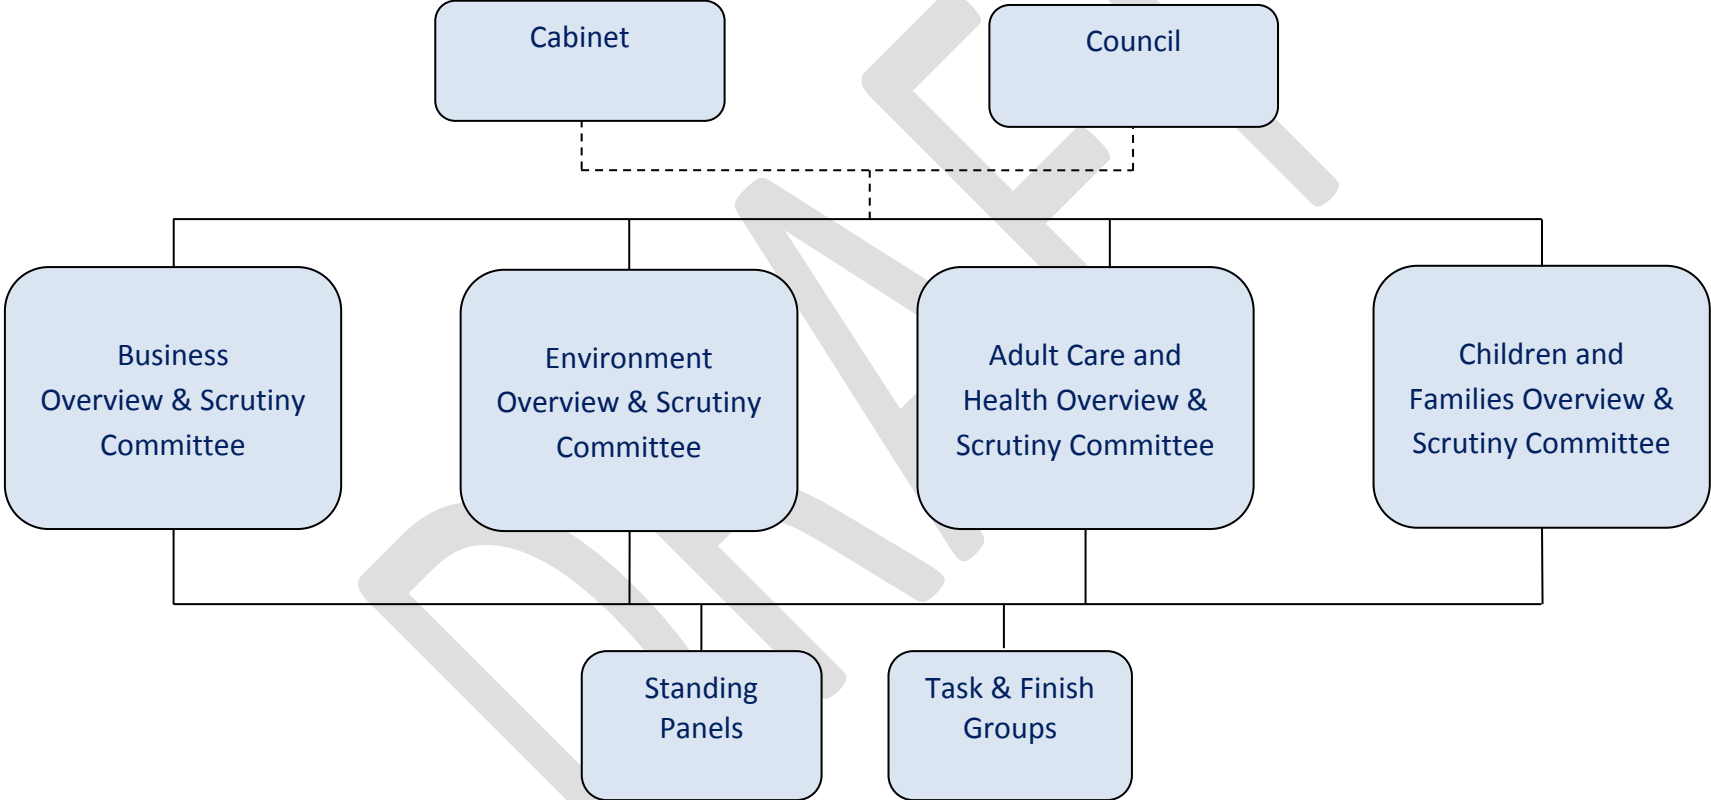 Cabinet
Council
Business
Overview & Scrutiny
Committee
Environment
Overview & Scrutiny
Committee
Adult Care and
Health Overview &
Scrutiny Committee
Children and
Families Overview &
Scrutiny Committee
Standing
Panels
Task & Finish
Groups
DRAFT